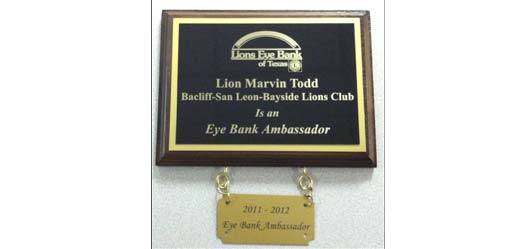 Lions Eye Bank
of Texas
Lion Marvin Todd
Bacliff-San Leon-Bayside Lions Club
Is an
Eye Bank Ambassador
2011 - 2012
Eye Bank Ambassador